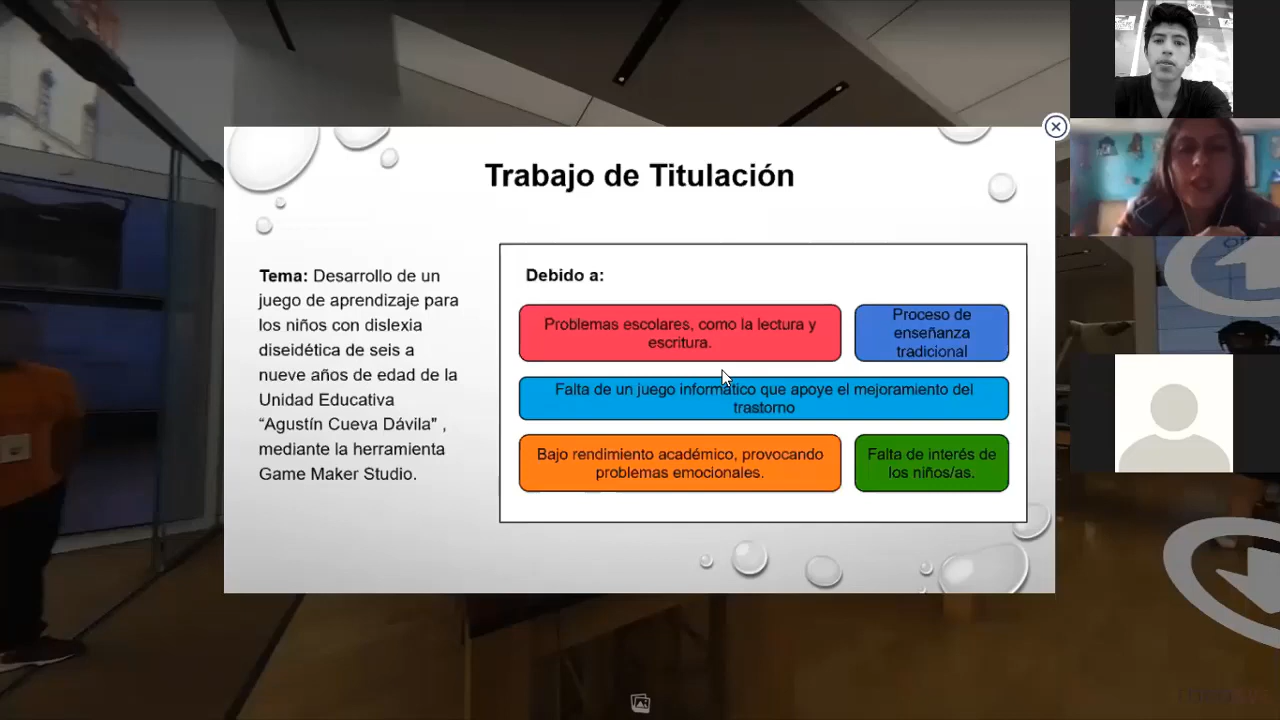 Trabajo de Titulación
Tema: Desarrollo de un
juego de aprendizaje para
los niños con dislexia
diseidética de seis a
nueve años de edad de la
Unidad Educativa
“Agustín Cueva Dávila" ,
mediante la herramienta
Game Maker Studio.
Debido a:
Problemas escolares, como la lectura y
escritura.
Proceso de
enseñanza
tradicional
Falta de un juego informático que apoye el mejoramiento del
trastorno
Bajo rendimiento académico, provocando
problemas emocionales.
Falta de interés de
los niños/as.